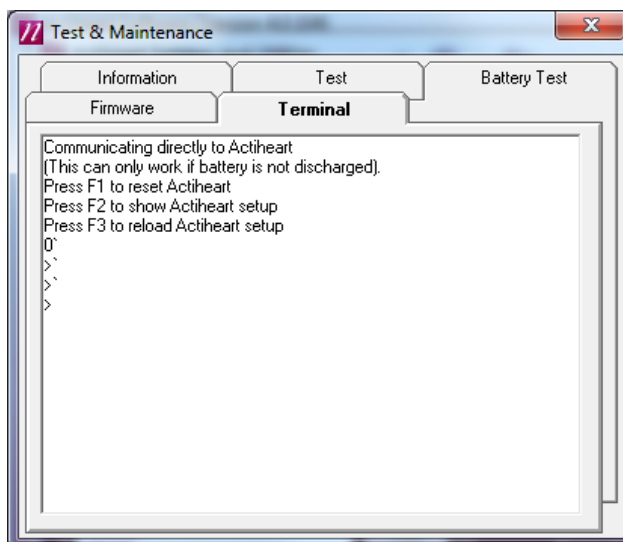 Test & Maintenance
Information
Test
Battery Test
Firmware
Terminal
Communicating directly to Actiheart
(This can only work if battery is not discharged).
Press F1 to reset Actiheart
Press F2 to show Actiheart setup
Press F3 to reload Actiheart setup
0`
>`
>`
>